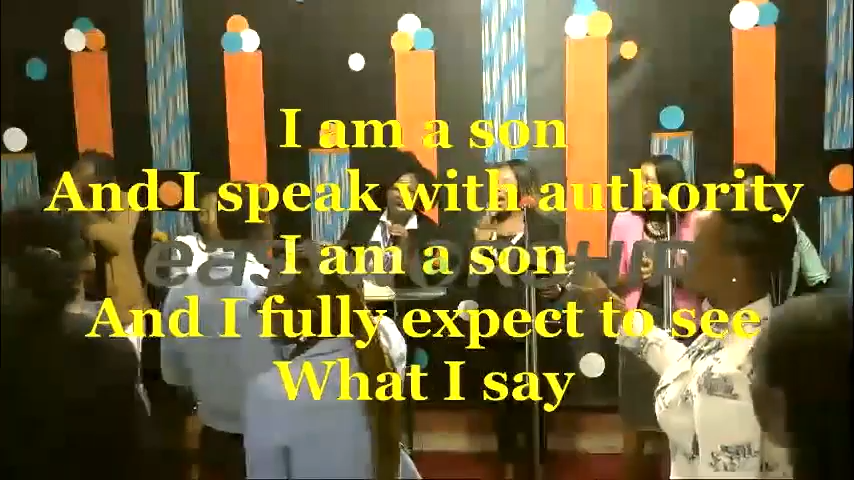 I am a son
And I speak with authority
I am a son
And I fully expect to see
What I say